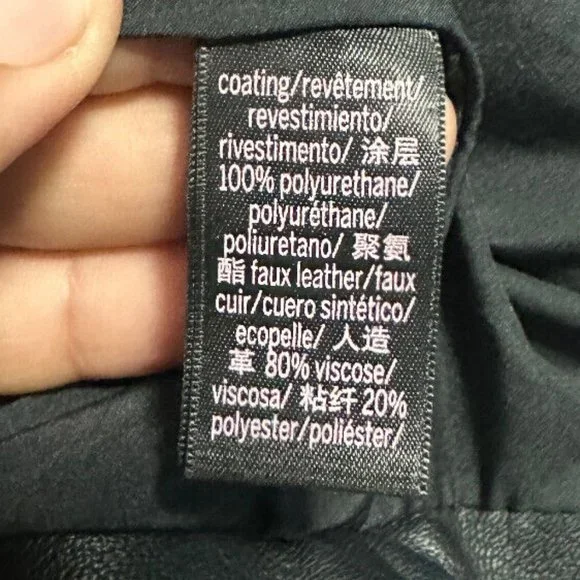 coating/revêtement/
revestimiento/
rivestimento/ 涂层
100% polyurethane/
polyuréthane/
poliuretano/ 聚氨
酯 faux leather/faux
cuir/cuero sintético/
ecopelle/ 人造
革 80% viscose/
viscosa/ 粘纤 20%
polyester/poliéster/